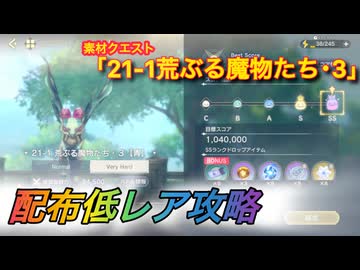 素材クエスト
「21-1荒ぶる魔物たち・3」
Best Score
38/245
21-1 荒ぶる魔物たち・3【青】
Normal
Very Hard
C B A S SS
目標スコア
1,040,000
SSランクドロップアイテム
BONUS
配布低レア攻略